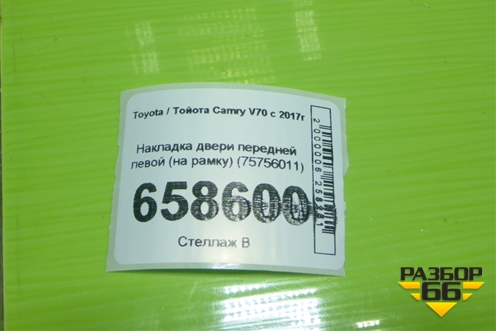 Toyota / Тойота Camry V70 с 2017г
Накладка двери передней
левой (на рамку) (75756011)
658600
Стеллаж В
РАЗБОР
66